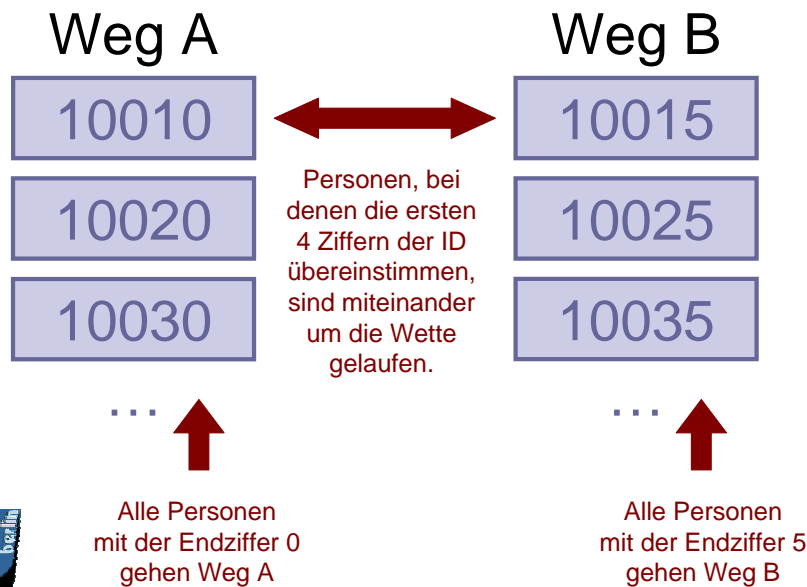 Weg A
Weg B
10010
10015
Personen, bei
denen die ersten
4 Ziffern der ID
übereinstimmen,
sind miteinander
um die Wette
gelaufen.
10020
10025
10030
10035
...
...
Alle Personen
mit der Endziffer 0
gehen Weg A
Alle Personen
mit der Endziffer 5
gehen Weg B
berlin